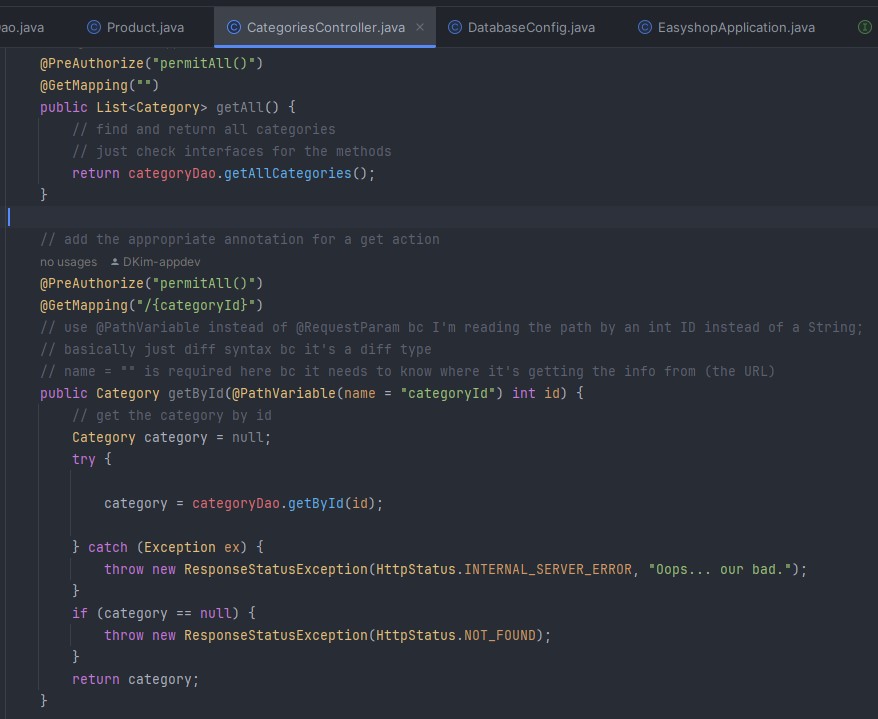 ao.java Product.java CategoriesController.java × DatabaseConfig.java EasyshopApplication.java
@PreAuthorize("permitAll()")
@GetMapping("")
public List<Category> getAll() {
// find and return all categories
// just check interfaces for the methods
return categoryDao.getAllCategories();
}
// add the appropriate annotation for a get action
no usages DKim-appdev
@PreAuthorize("permitAll()")
@GetMapping("/{categoryId}")
// use @PathVariable instead of @RequestParam bc I'm reading the path by an int ID instead of a String;
// basically just diff syntax bc it's a diff type
// name = "" is required here bc it needs to know where it's getting the info from (the URL)
public Category getById(@PathVariable(name = "categoryId") int id) {
// get the category by id
Category category = null;
try {
category = categoryDao.getById(id);
} catch (Exception ex) {
throw new ResponseStatusException(HttpStatus.INTERNAL_SERVER_ERROR, "Oops... our bad.");
}
if (category == null) {
throw new ResponseStatusException(HttpStatus.NOT_FOUND);
}
return category;
}